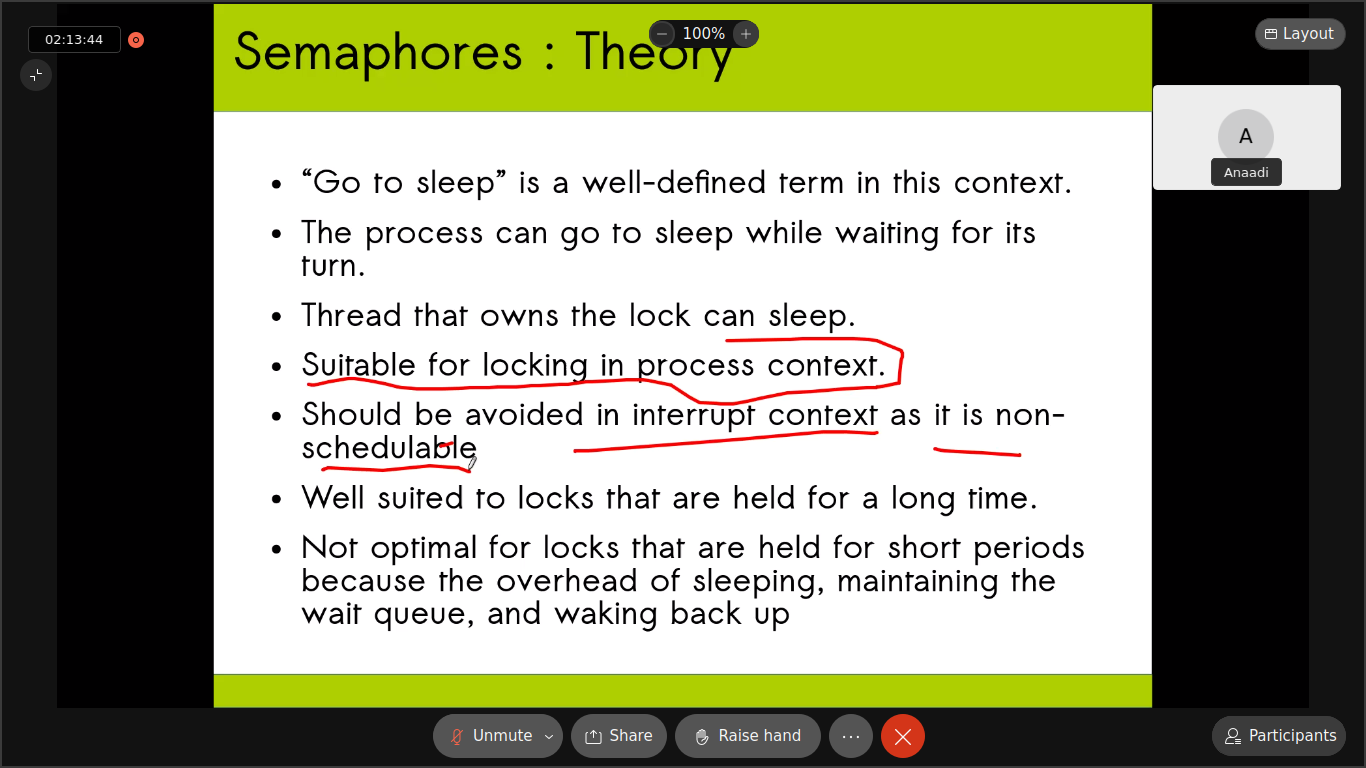 02:13:44
100%
Layout
Semaphores : Theory
A
Anaadi
• “Go to sleep” is a well-defined term in this context.
• The process can go to sleep while waiting for its
turn.
• Thread that owns the lock can sleep.
• Suitable for locking in process context.
• Should be avoided in interrupt context as it is non-
schedulable
• Well suited to locks that are held for a long time.
• Not optimal for locks that are held for short periods
because the overhead of sleeping, maintaining the
wait queue, and waking back up
Unmute
Share
Raise hand
Participants